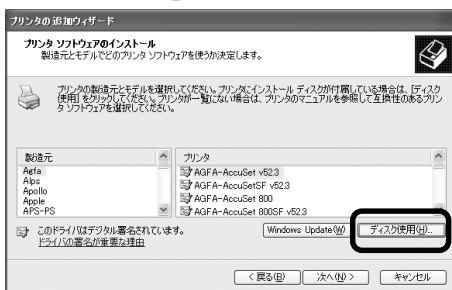 プリンタの追加ウィザード
プリンタ ソフトウェアのインストール
製造元とモデルでどのプリンタ ソフトウェアを使うか決定します。
プリンタの製造元とモデルを選択してください。プリンタにインストール ディスクが付属している場合は、[ディスク
使用] をクリックしてください。プリンタが一覧にない場合は、プリンタのマニュアルを参照して互換性のあるプリン
タ ソフトウェアを選択してください。
製造元
Agfa
Alps
Apollo
Apple
APS-PS
プリンタ
AGFA-AccuSet v52.3
AGFA-AccuSetSF v52.3
AGFA-AccuSet 800
AGFA-AccuSet 800SF v52.3
このドライバはデジタル署名されています。
ドライバの署名が重要な理由
Windows Update(W)
ディスク使用(H)...
< 戻る(B)
次へ(N) >
キャンセル